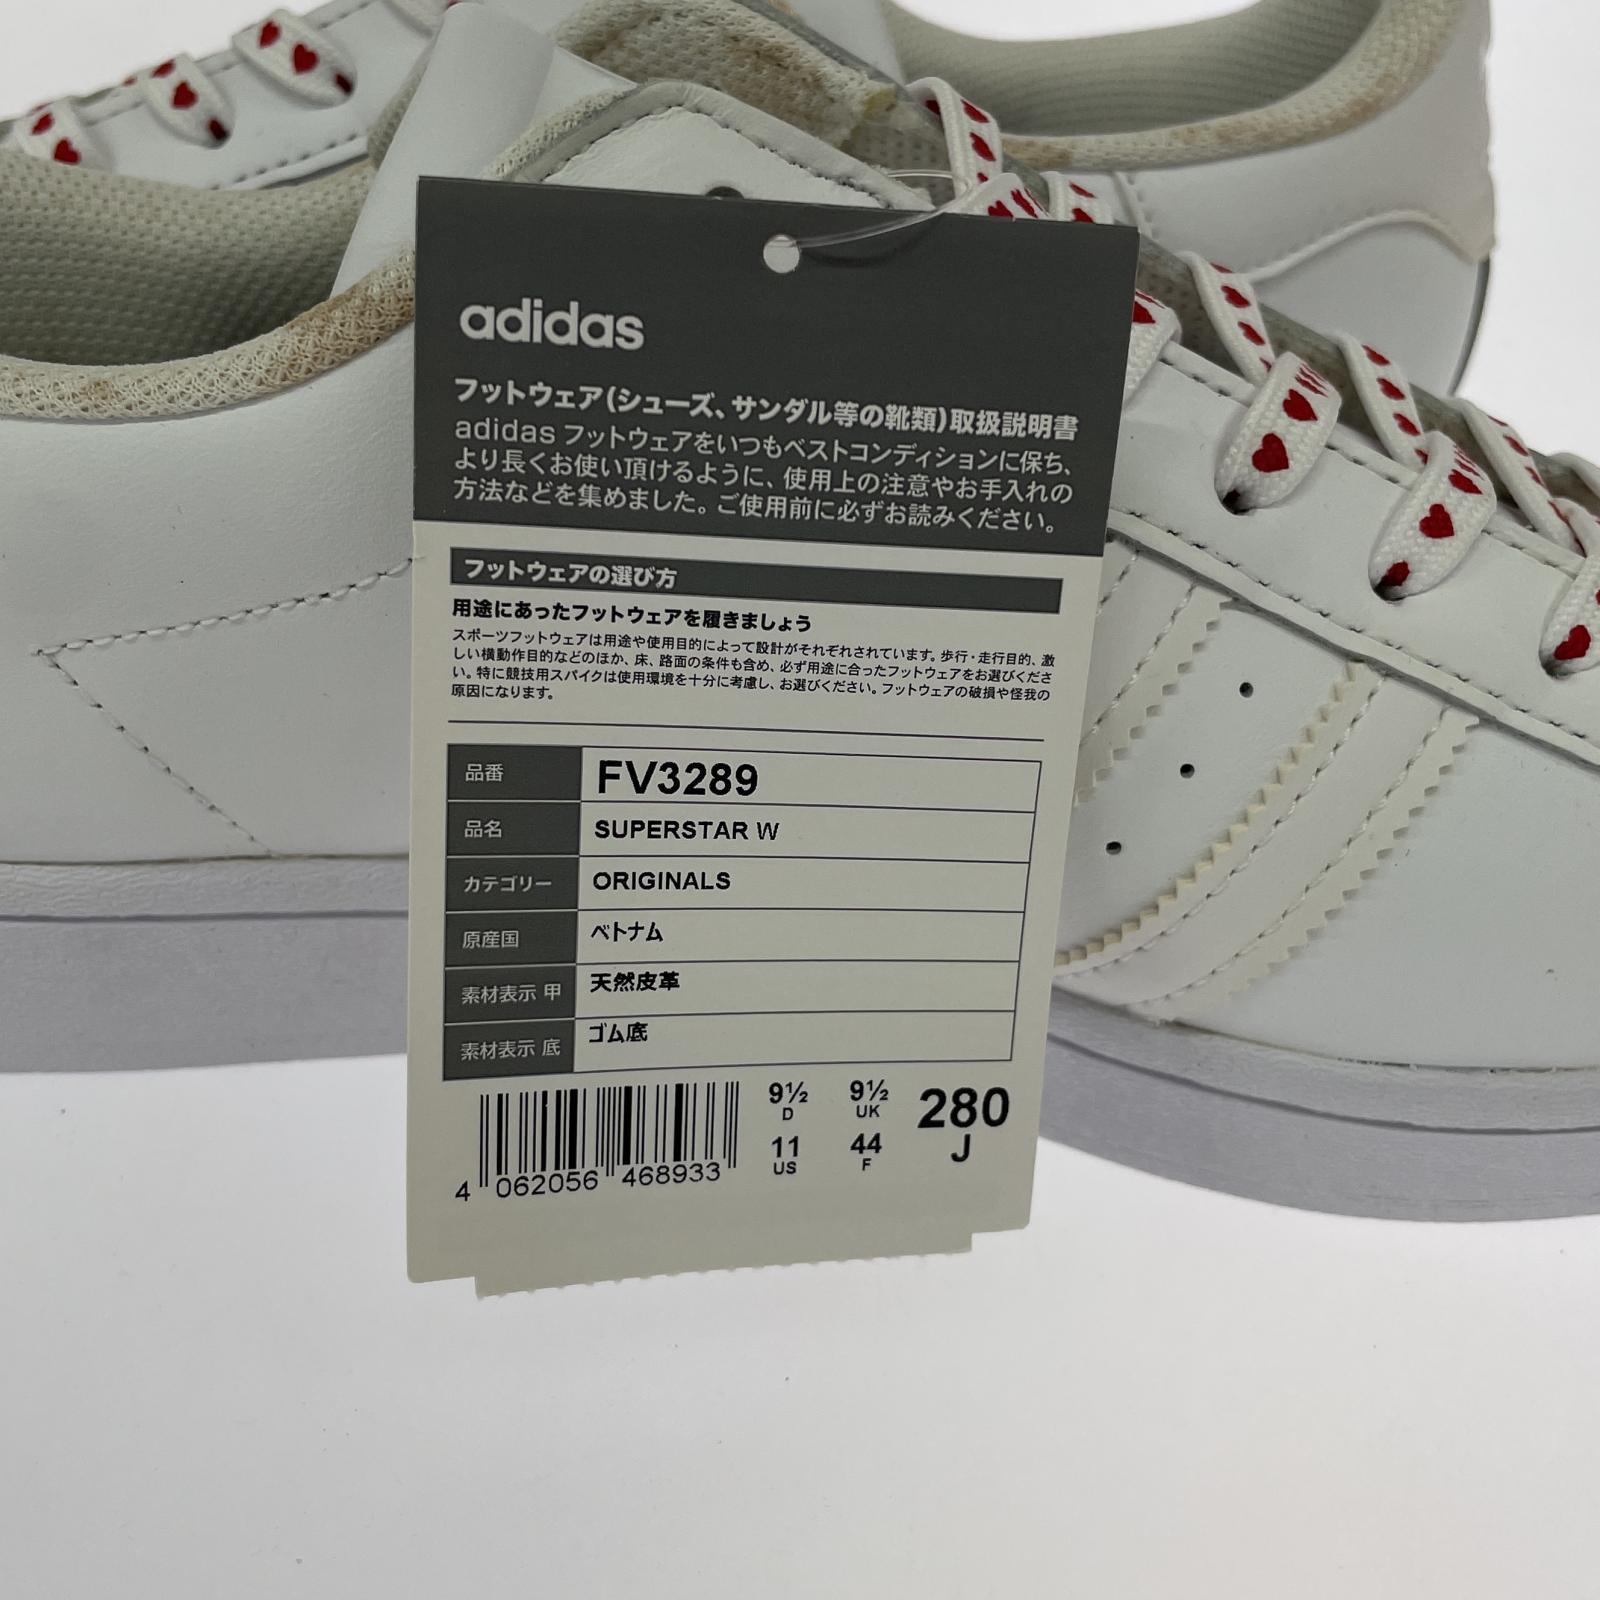 adidas
フットウェア(シューズ、サンダル等の靴類)取扱説明書
adidas フットウェアをいつもベストコンディションに保ち、
より長くお使い頂けるように、使用上の注意やお手入れの
方法などを集めました。ご使用前に必ずお読みください。
フットウェアの選び方
用途にあったフットウェアを履きましょう
スポーツフットウェアは用途や使用目的によって設計がそれぞれされています。歩行・走行目的、激
しい横動作目的などのほか、床、路面の条件も含め、必ず用途に合ったフットウェアをお選びくださ
い。特に競技用スパイクは使用環境を十分に考慮し、お選びください。フットウェアの破損や怪我の
原因になります。
品番 FV3289
品名 SUPERSTAR W
カテゴリー ORIGINALS
原産国 ベトナム
素材表示 甲 天然皮革
素材表示 底 ゴム底
9½ 9½ 280
D UK J
11 44
US F
4 062056 468933